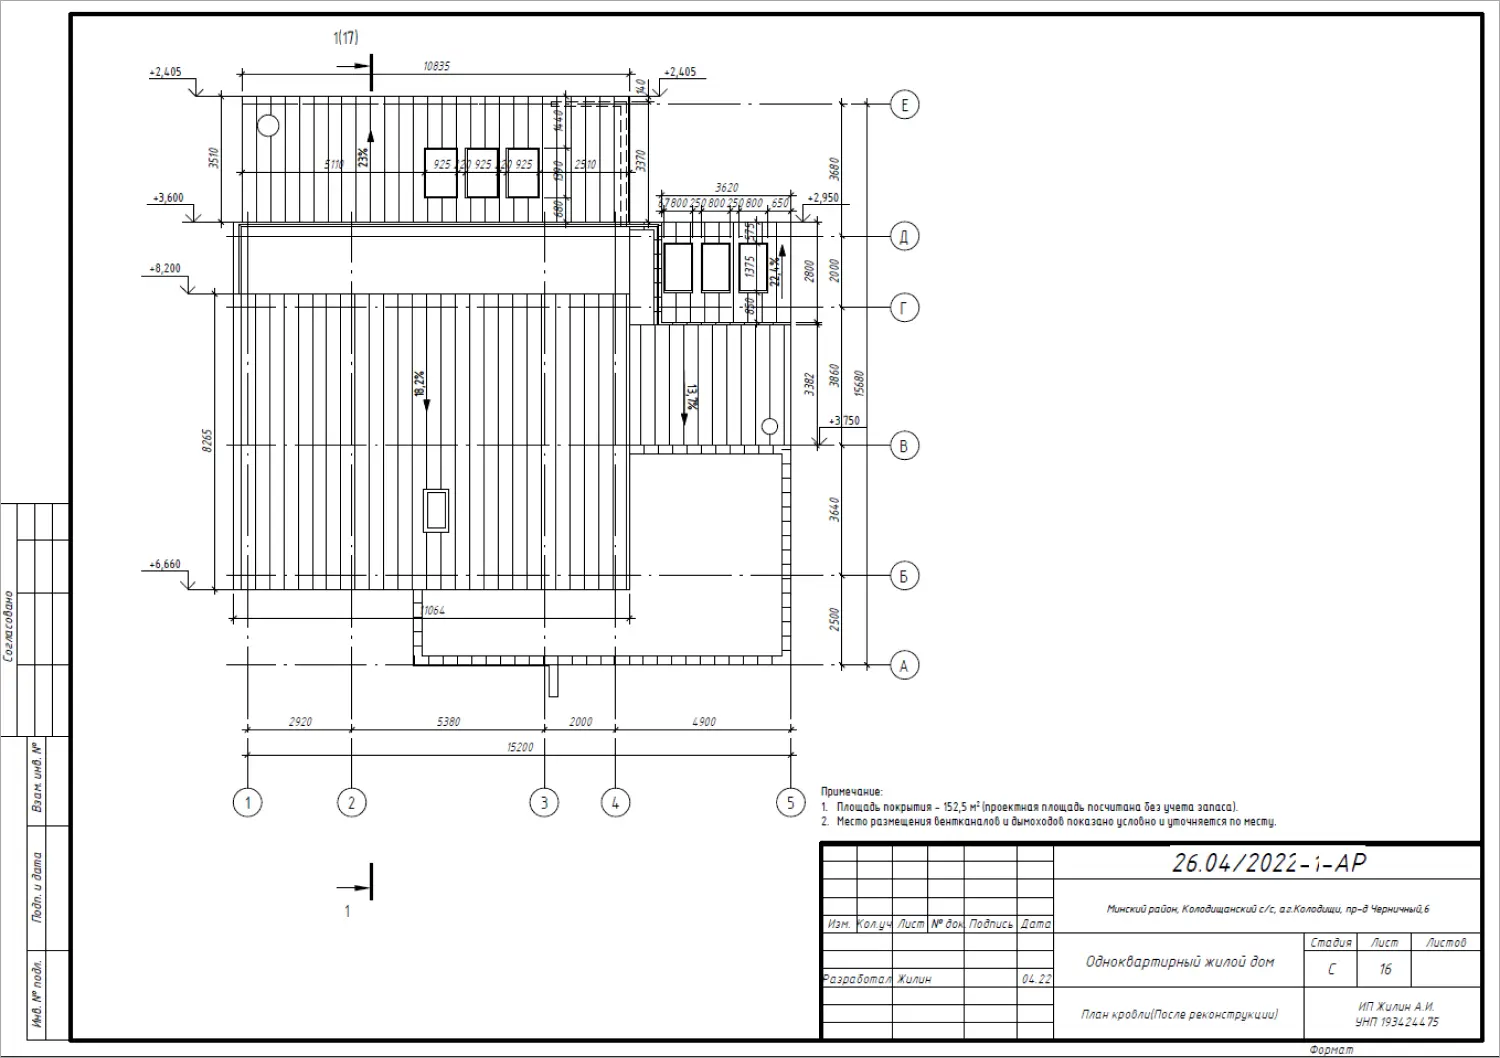 1(17)
10835
+2,405
+2,405
140
1440
3510
5110
23%
925
120
925
120
925
1390
2510
3370
680
+3,600
3620
+2,950
67
800
250
800
250
800
650
575
1375
22,4%
850
2800
3680
2000
Е
Д
Г
+8,200
18,2%
13,7%
3382
3860
15680
+3,750
В
8265
3640
+6,660
Б
11064
2500
А
2920
5380
2000
4900
15200
1
2
3
4
5
1
Примечание:
1. Площадь покрытия - 152,5 м² (проектная площадь посчитана без учета запаса).
2. Место размещения вентканалов и дымоходов показано условно и уточняется по месту.
26.04/2022-1-АР
Минский район, Колодищанский с/с, а.г.Колодищи, пр-д Черничный,6
Изм.
Кол.уч
Лист
№ док.
Подпись
Дата
Разработал
Жилин
04.22
Одноквартирный жилой дом
Стадия
Лист
Листов
С
16
План кровли(После реконструкции)
ИП Жилин А.И.
УНП 193424475
Формат
Согласовано
Взам. инв. №
Подп. и дата
Инв. № подл.